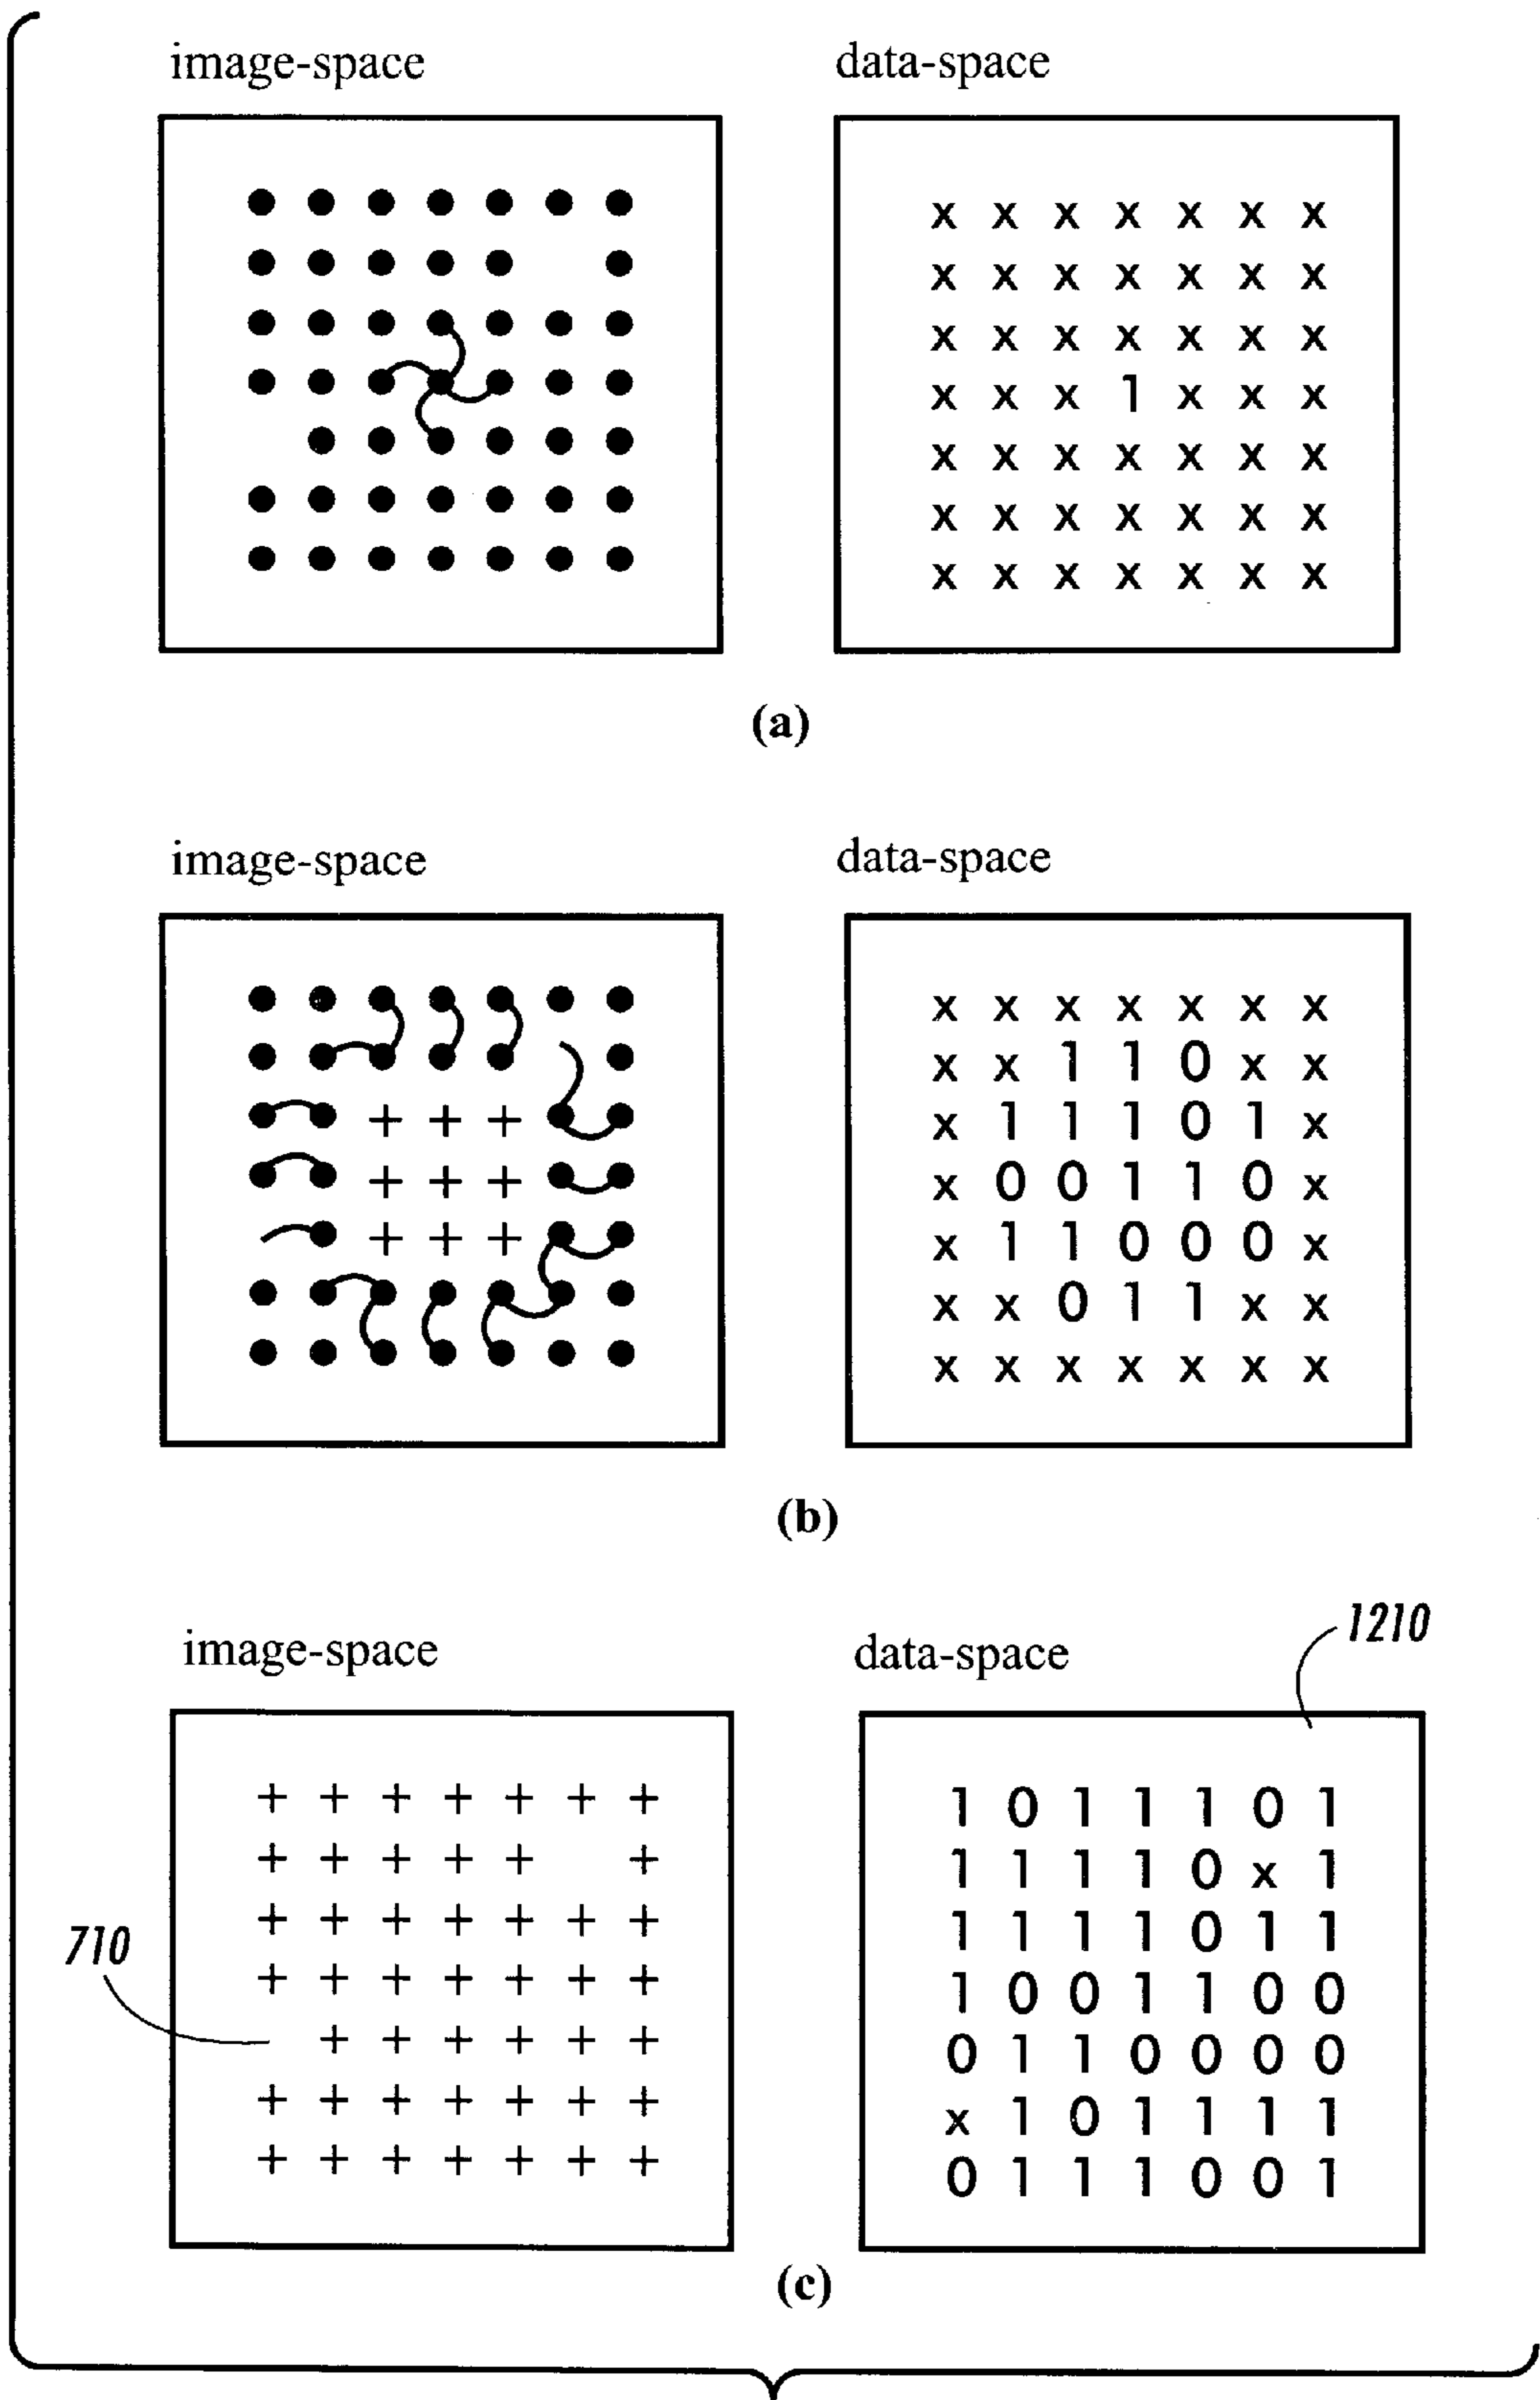 image-space data-space
x x x x x x x
x x x x x x x
x x x x x x x
x x x 1 x x x
x x x x x x x
x x x x x x x
x x x x x x x
(a)
image-space data-space
x x x x x x x
x x 1 1 0 x x
+ + + x 1 1 1 0 1 x
+ + + x 0 0 1 1 0 x
+ + + x 1 1 0 0 0 x
x x 0 1 1 x x
x x x x x x x
(b)
1210
image-space data-space
+ + + + + + + 1 0 1 1 1 0 1
+ + + + + + 1 1 1 1 0 x 1
+ + + + + + + 1 1 1 1 0 1 1
710
+ + + + + + + 1 0 0 1 1 0 0
+ + + + + + 0 1 1 0 0 0 0
+ + + + + + + x 1 0 1 1 1 1
+ + + + + + + 0 1 1 1 0 0 1
(c)